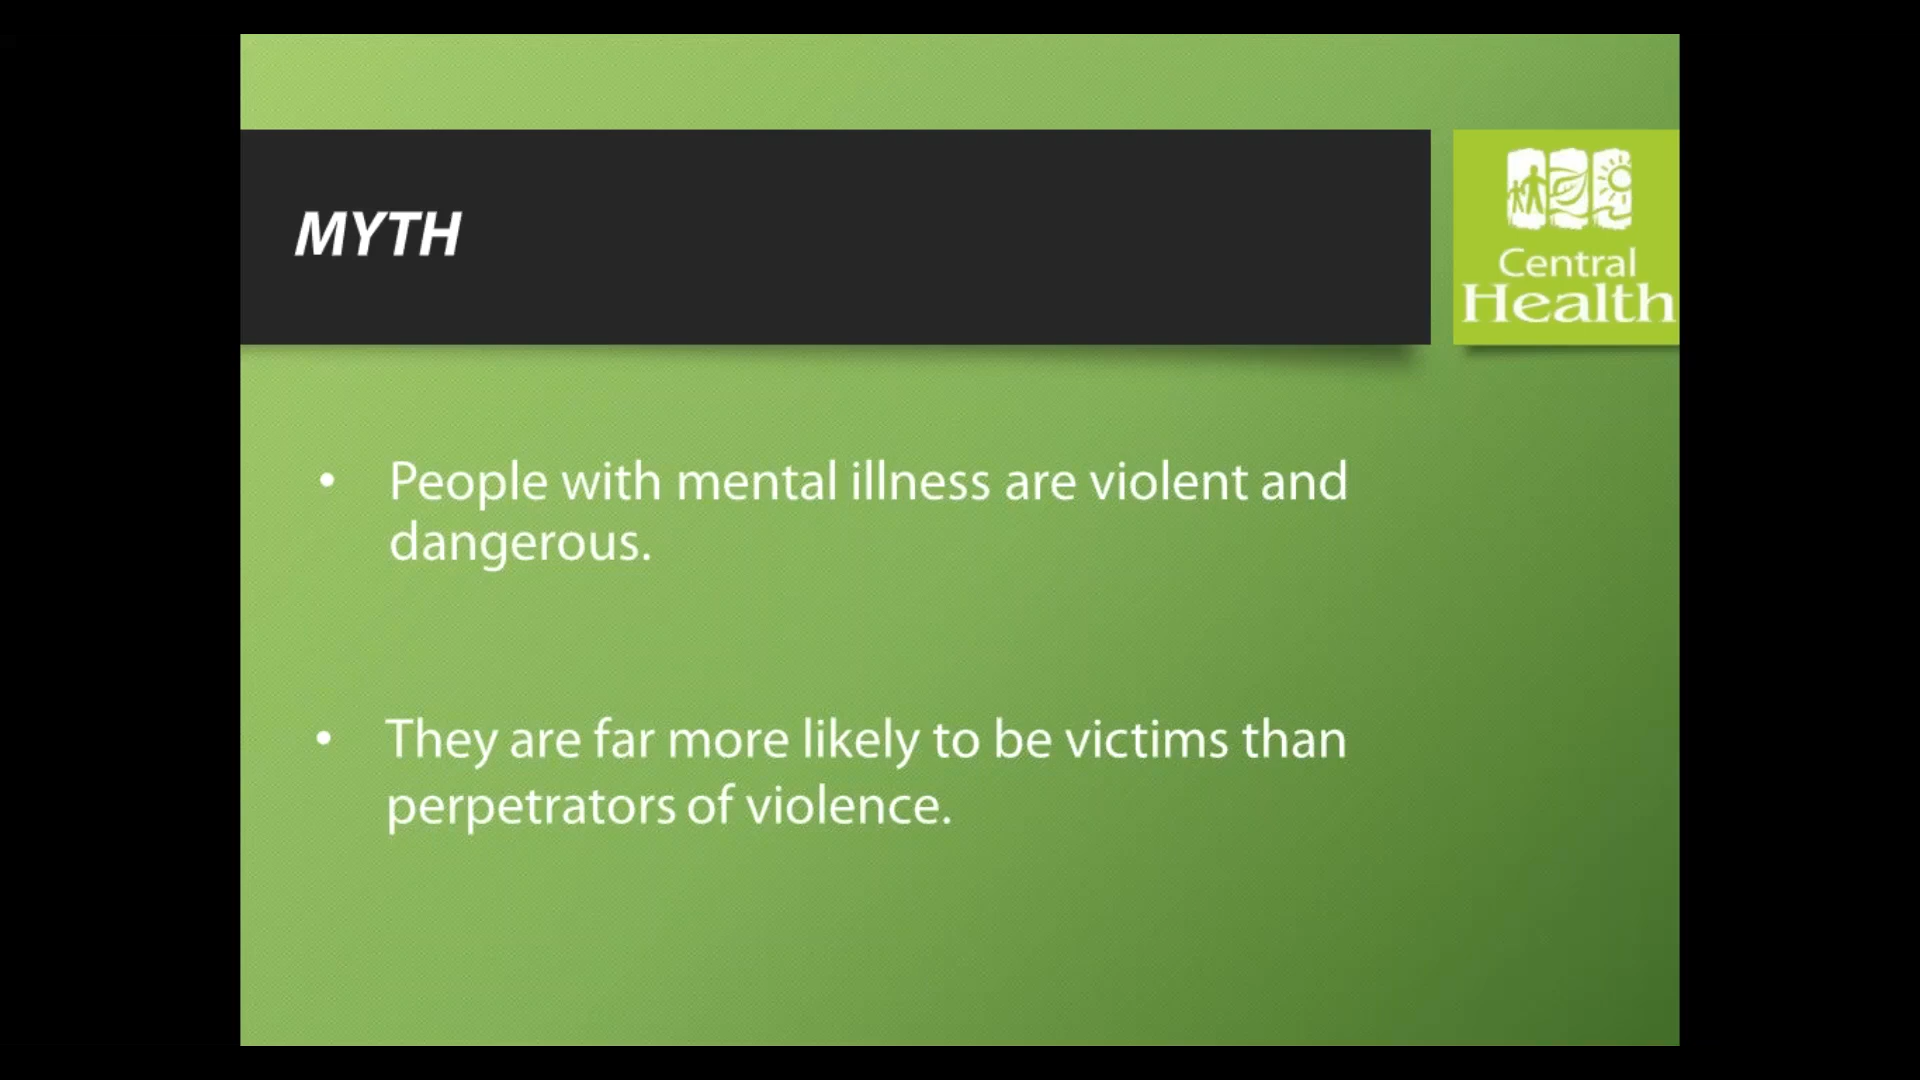 MYTH
Central
Health
• People with mental illness are violent and
dangerous.
• They are far more likely to be victims than
perpetrators of violence.